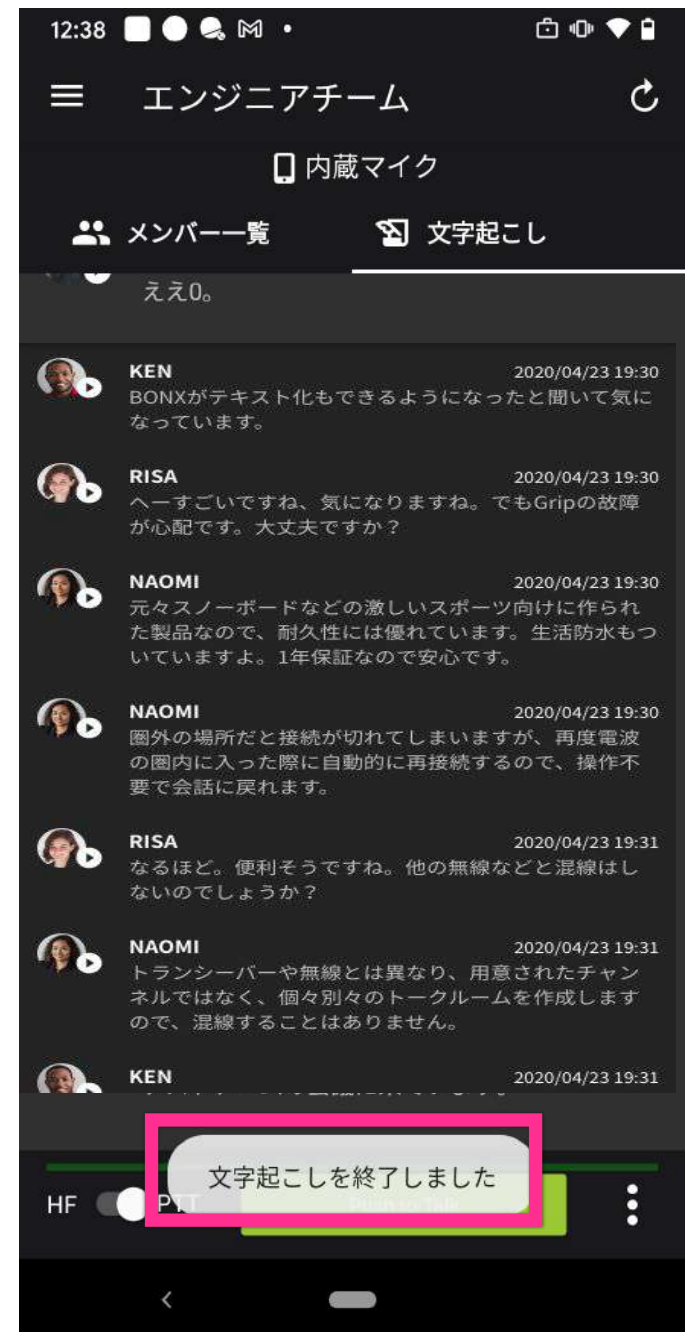 12:38
エンジニアチーム
内蔵マイク
メンバー一覧
文字起こし
ええ0。
KEN 2020/04/23 19:30
BONXがテキスト化もできるようになったと聞いて気に
なっています。
RISA 2020/04/23 19:30
へーすごいですね、気になりますね。でもGripの故障
が心配です。大丈夫ですか？
NAOMI 2020/04/23 19:30
元々スノーボードなどの激しいスポーツ向けに作られ
た製品なので、耐久性には優れています。生活防水もつ
いていますよ。1年保証なので安心です。
NAOMI 2020/04/23 19:30
圏外の場所だと接続が切れてしまいますが、再度電波
の圏内に入った際に自動的に再接続するので、操作不
要で会話に戻れます。
RISA 2020/04/23 19:31
なるほど。便利そうですね。他の無線などと混線はし
ないのでしょうか？
NAOMI 2020/04/23 19:31
トランシーバーや無線とは異なり、用意されたチャン
ネルではなく、個々別々のトークルームを作成します
ので、混線することはありません。
KEN 2020/04/23 19:31
文字起こしを終了しました
HF PTT